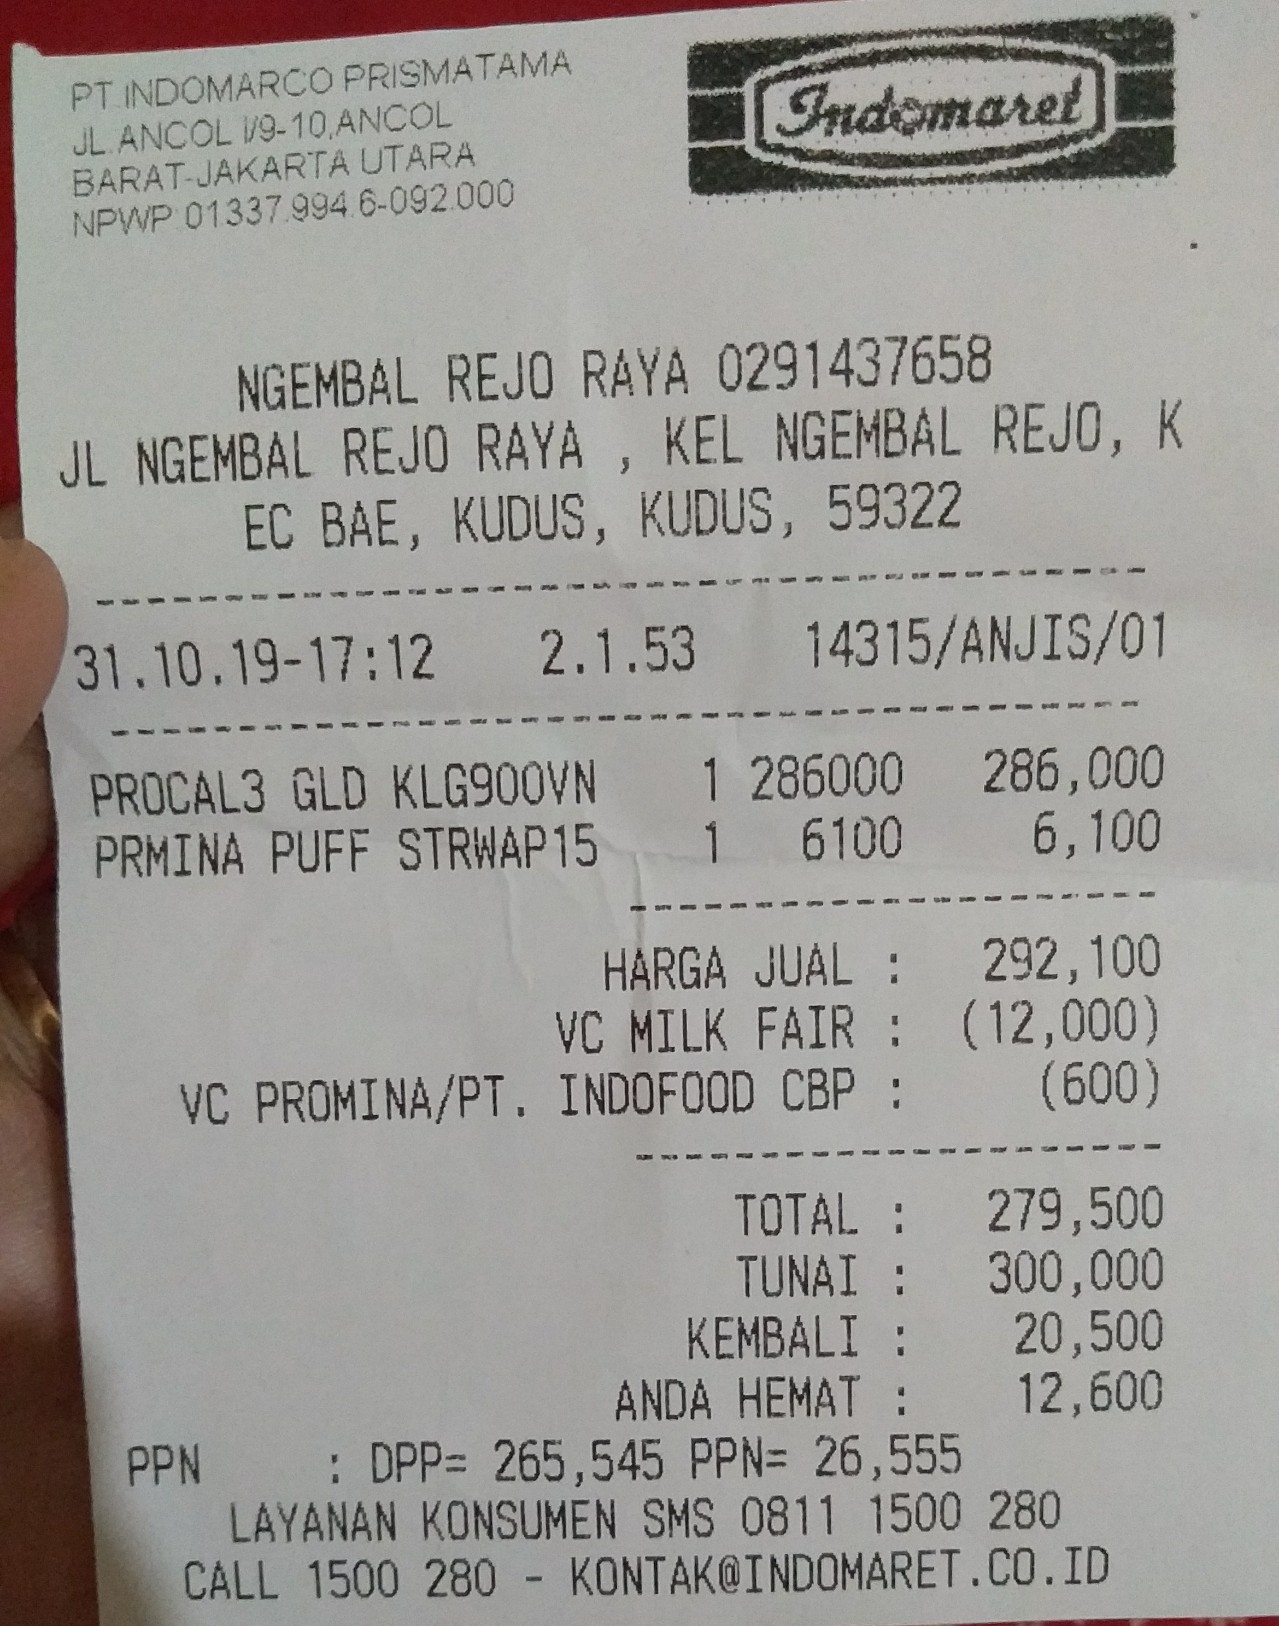 PT.INDOMARCO PRISMATAMA
JL.ANCOL I/9-10,ANCOL
BARAT-JAKARTA UTARA
NPWP 01337.994.6-092.000
Indomaret
NGEMBAL REJO RAYA 0291437658
JL NGEMBAL REJO RAYA , KEL NGEMBAL REJO, K
EC BAE, KUDUS, KUDUS, 59322
31.10.19-17:12 2.1.53 14315/ANJIS/01
PROCAL3 GLD KLG900VN 1 286000 286,000
PRMINA PUFF STRWAP15 1 6100 6,100
HARGA JUAL : 292,100
VC MILK FAIR : (12,000)
VC PROMINA/PT. INDOFOOD CBP : (600)
TOTAL : 279,500
TUNAI : 300,000
KEMBALI : 20,500
ANDA HEMAT : 12,600
PPN : DPP= 265,545 PPN= 26,555
LAYANAN KONSUMEN SMS 0811 1500 280
CALL 1500 280 - KONTAK@INDOMARET.CO.ID